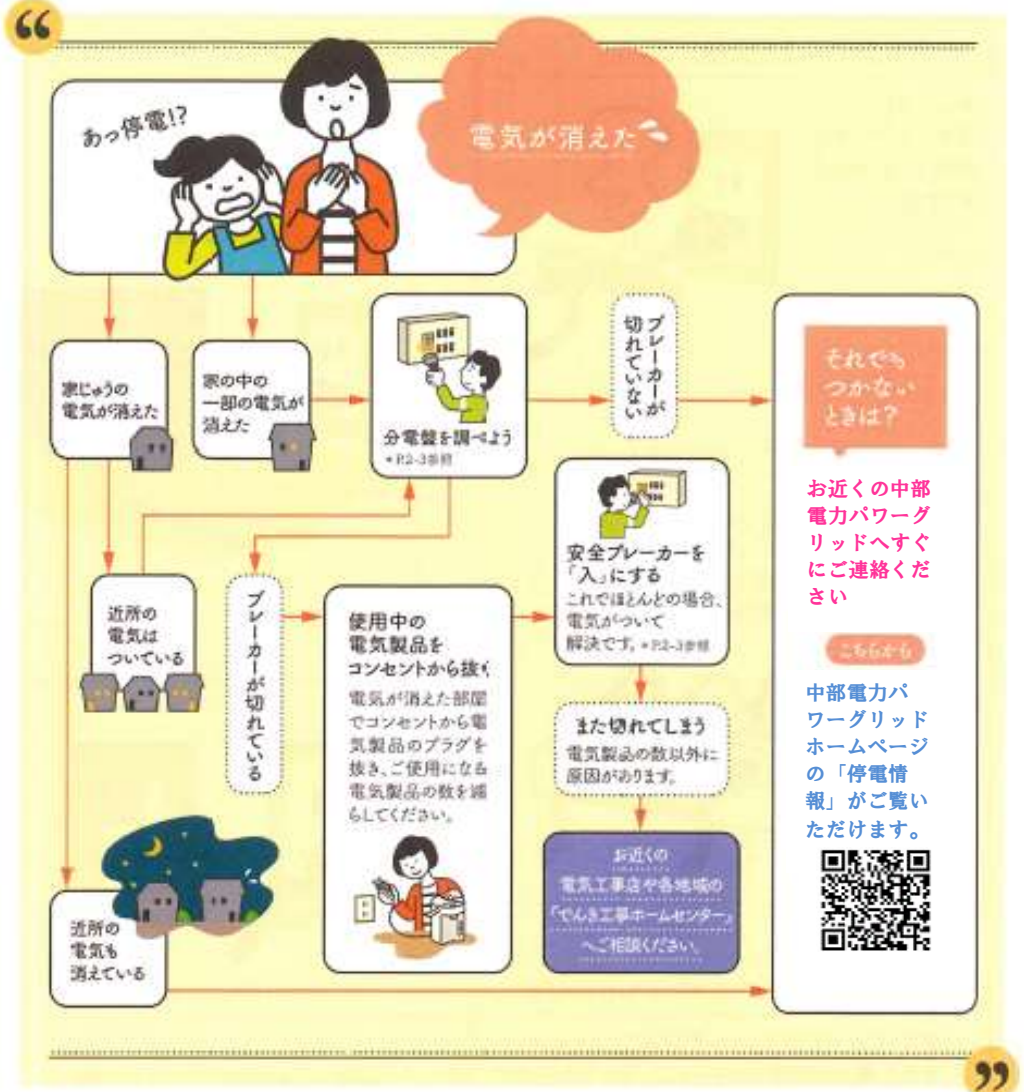 “
あっ停電!?
電気が消えた
家じゅうの
電気が消えた
家の中の
一部の電気が
消えた
分電盤を調べよう
*P.2-3参照
ブレーカーが
切れていない
近所の
電気は
ついている
ブレーカーが切れている
使用中の
電気製品を
コンセントから抜く
電気が消えた部屋
でコンセントから電
気製品のプラグを
抜き、ご使用になる
電気製品の数を減
らしてください。
安全ブレーカーを
「入」にする
これでほとんどの場合、
電気がついて
解決です。*P.2-3参照
また切れてしまう
電気製品の数以外に
原因があります。
お近くの
電気工事店や各地域の
「でんき工事ホームセンター」
へご相談ください。
近所の
電気も
消えている
それでも
つかない
ときは?
お近くの中部
電力パワーグ
リッドへすぐ
にご連絡くだ
さい
こちらから
中部電力パ
ワーグリッド
ホームページ
の「停電情
報」がご覧い
ただけます。
”